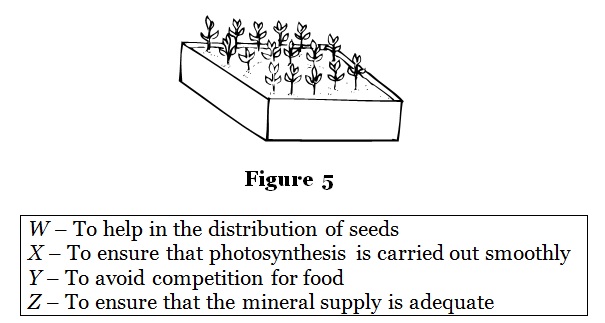 Figure 5
W – To help in the distribution of seeds
X – To ensure that photosynthesis is carried out smoothly
Y – To avoid competition for food
Z – To ensure that the mineral supply is adequate